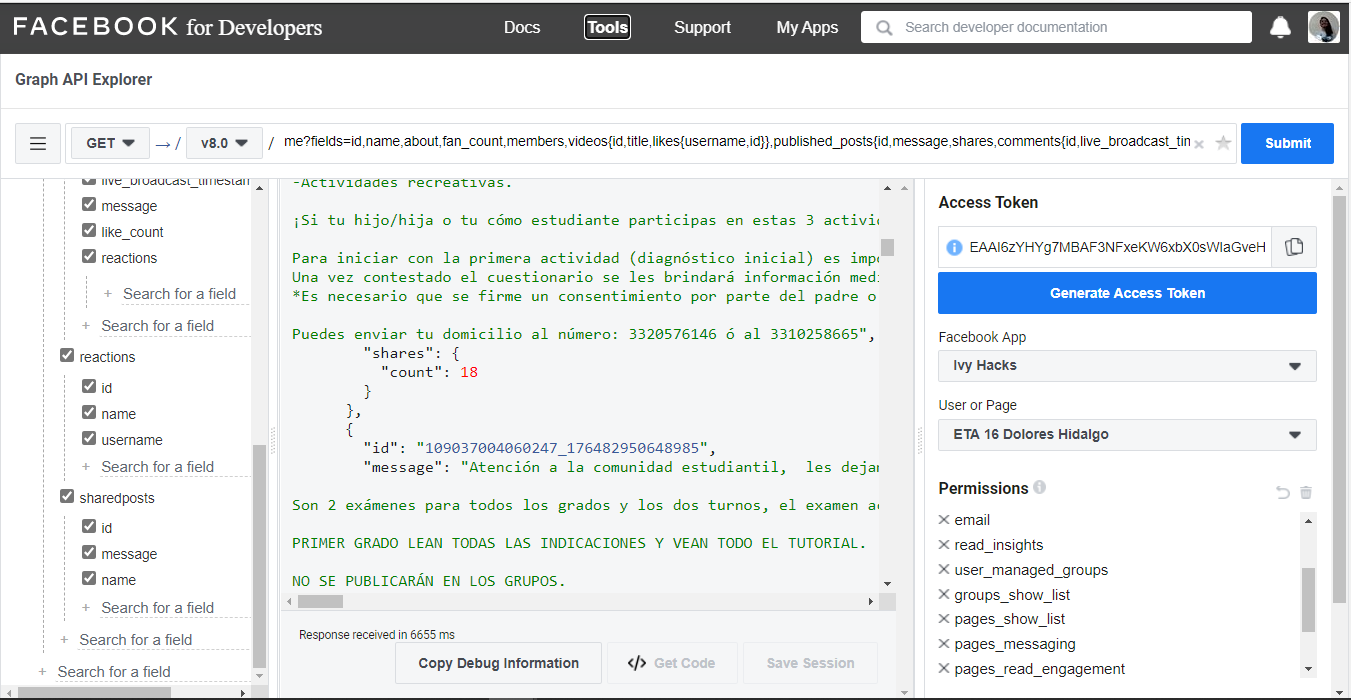 FACEBOOK for Developers
Docs
Tools
Support
My Apps
Search developer documentation
Graph API Explorer
GET
→ /
v8.0
/
me?fields=id,name,about,fan_count,members,videos{id,title,likes{username,id}},published_posts{id,message,shares,comments{id,live_broadcast_tin
Submit
live_broadcast_timestam
message
like_count
reactions
+ Search for a field
+ Search for a field
reactions
id
name
username
+ Search for a field
sharedposts
id
message
name
+ Search for a field
+ Search for a field
+ Search for a field
-Actividades recreativas.
¡Si tu hijo/hija o tu cómo estudiante participas en estas 3 activid
Para iniciar con la primera actividad (diagnóstico inicial) es impo
Una vez contestado el cuestionario se les brindará información medi
*Es necesario que se firme un consentimiento por parte del padre o
Puedes enviar tu domicilio al número: 3320576146 ó al 3310258665",
"shares": {
"count": 18
}
},
{
"id": "109037004060247_176482950648985",
"message": "Atención a la comunidad estudiantil,  les dejan
Son 2 exámenes para todos los grados y los dos turnos, el examen ac
PRIMER GRADO LEAN TODAS LAS INDICACIONES Y VEAN TODO EL TUTORIAL.
NO SE PUBLICARÁN EN LOS GRUPOS.
Response received in 6655 ms
Copy Debug Information
</> Get Code
Save Session
Access Token
EAAI6zYHYg7MBAF3NFxeKW6xbX0sWIaGveH
Generate Access Token
Facebook App
Ivy Hacks
User or Page
ETA 16 Dolores Hidalgo
Permissions
email
read_insights
user_managed_groups
groups_show_list
pages_show_list
pages_messaging
pages_read_engagement